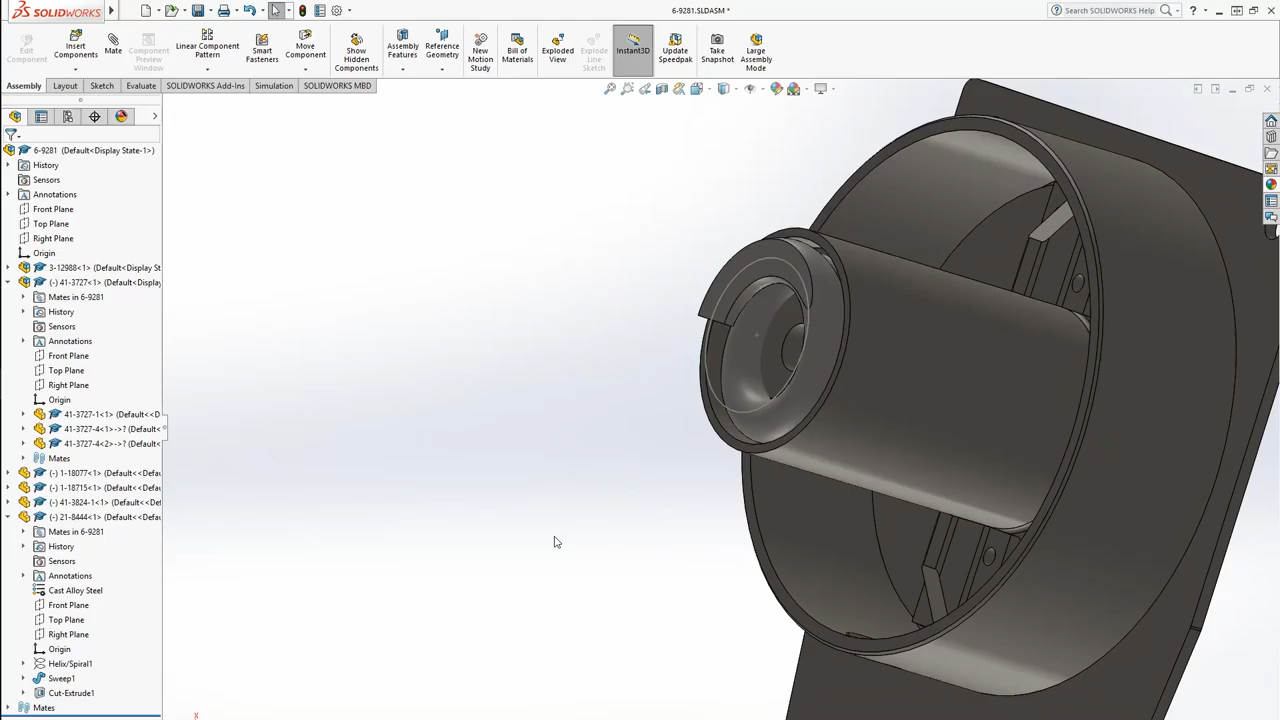 SOLIDWORKS
6-9281.SLDASM *
Search SOLIDWORKS Help
Edit Component
Insert Components
Mate
Component Preview Window
Linear Component Pattern
Smart Fasteners
Move Component
Show Hidden Components
Assembly Features
Reference Geometry
New Motion Study
Bill of Materials
Exploded View
Explode Line Sketch
Instant3D
Update Speedpak
Take Snapshot
Large Assembly Mode
Assembly Layout Sketch Evaluate SOLIDWORKS Add-Ins Simulation SOLIDWORKS MBD
6-9281 (Default<Display State-1>)
History
Sensors
Annotations
Front Plane
Top Plane
Right Plane
Origin
3-12988<1> (Default<Display St
(-) 41-3727<1> (Default<Display
Mates in 6-9281
History
Sensors
Annotations
Front Plane
Top Plane
Right Plane
Origin
41-3727-1<1> (Default<<D
41-3727-4<1>->? (Default<<
41-3727-4<2>->? (Default<<
Mates
(-) 1-18077<1> (Default<<Defau
(-) 1-18715<1> (Default<<Defau
(-) 41-3824-1<1> (Default<<Def
(-) 21-8444<1> (Default<<Defau
Mates in 6-9281
History
Sensors
Annotations
Cast Alloy Steel
Front Plane
Top Plane
Right Plane
Origin
Helix/Spiral1
Sweep1
Cut-Extrude1
Mates
x